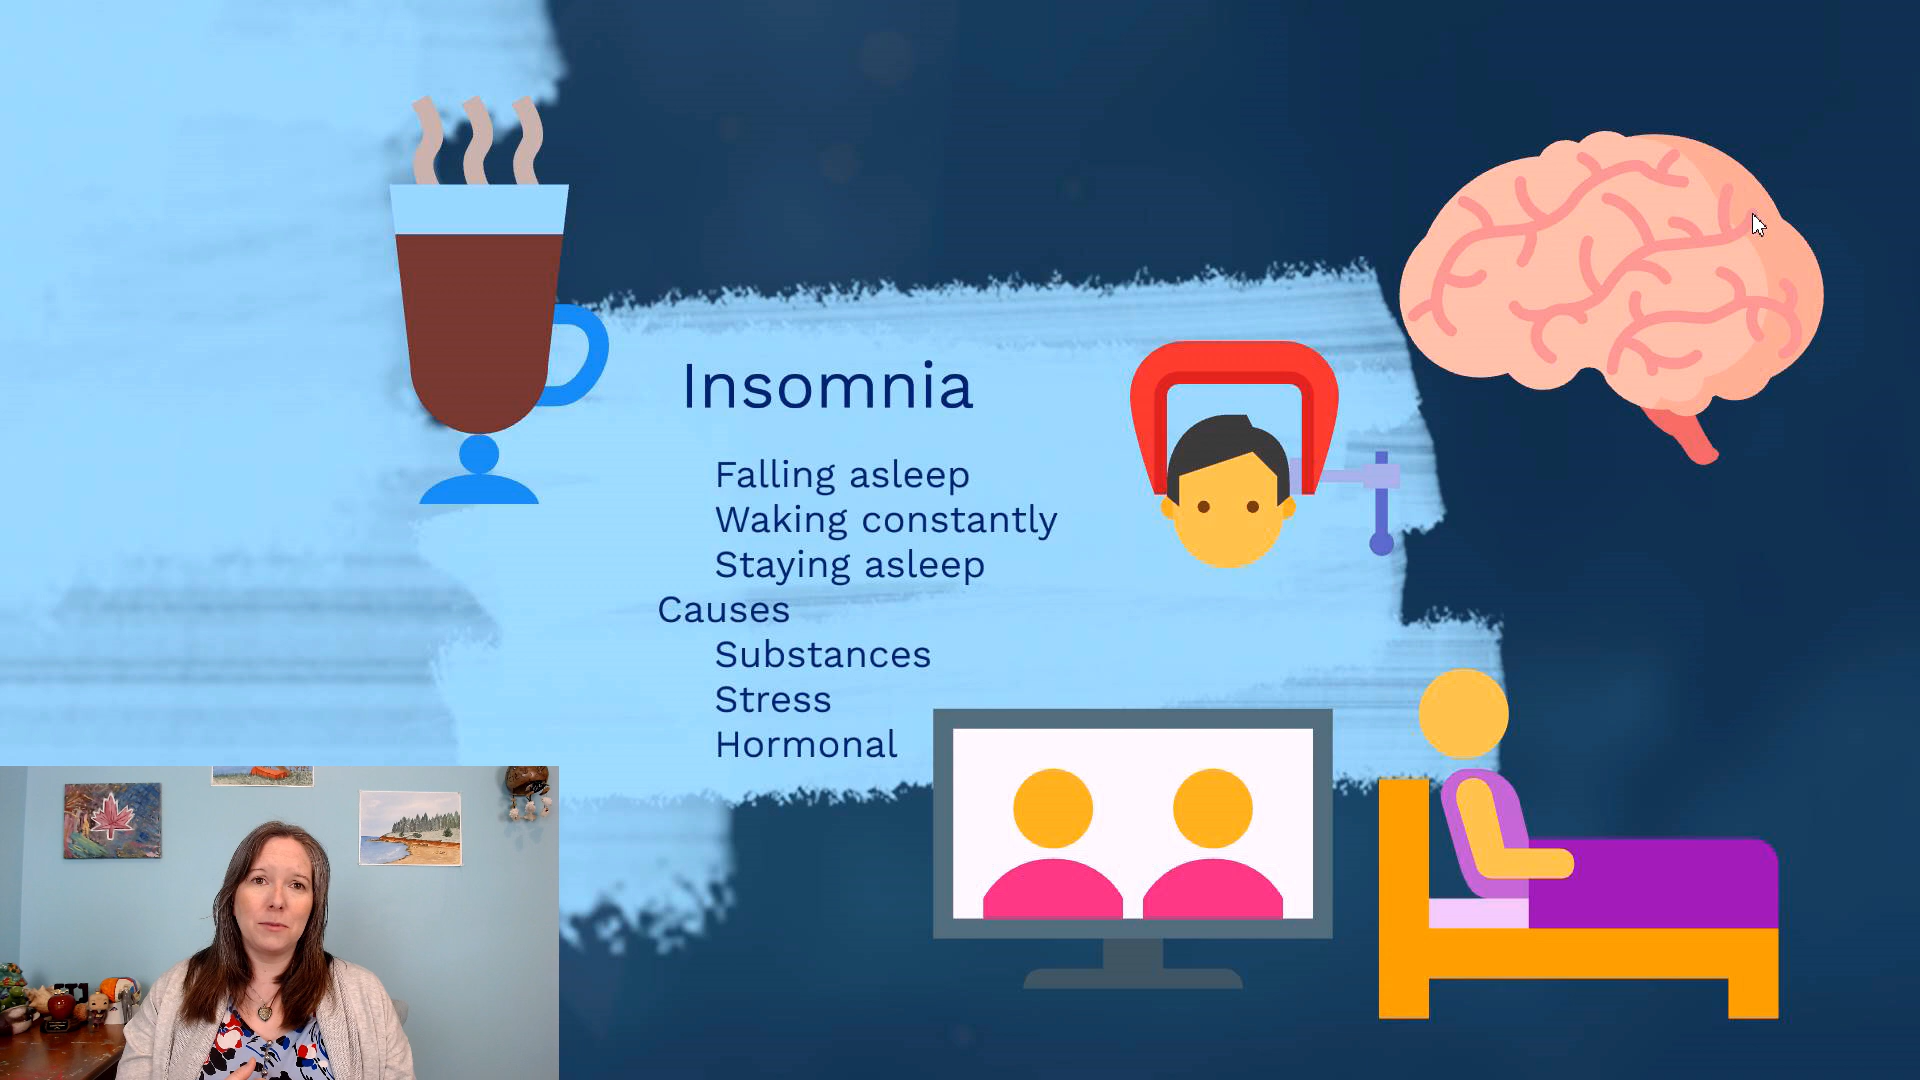 Insomnia
Falling asleep
Waking constantly
Staying asleep
Causes
Substances
Stress
Hormonal